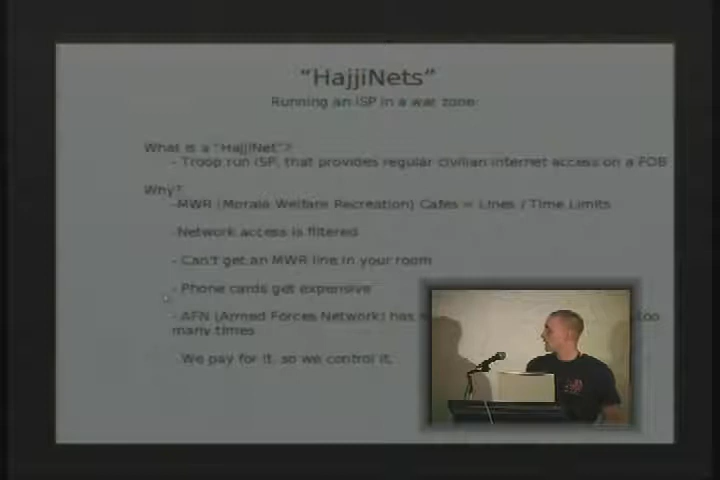 "HajjiNets"
Running an ISP in a war zone
What is a "HajjiNet"?
- Troop run ISP, that provides regular civilian internet access on a FOB
Why?
-MWR (Morale Welfare Recreation) Cafes = Lines / Time Limits
-Network access is filtered
- Can't get an MWR line in your room
- Phone cards get expensive
- AFN (Armed Forces Network) has too
many times
We pay for it, so we control it.